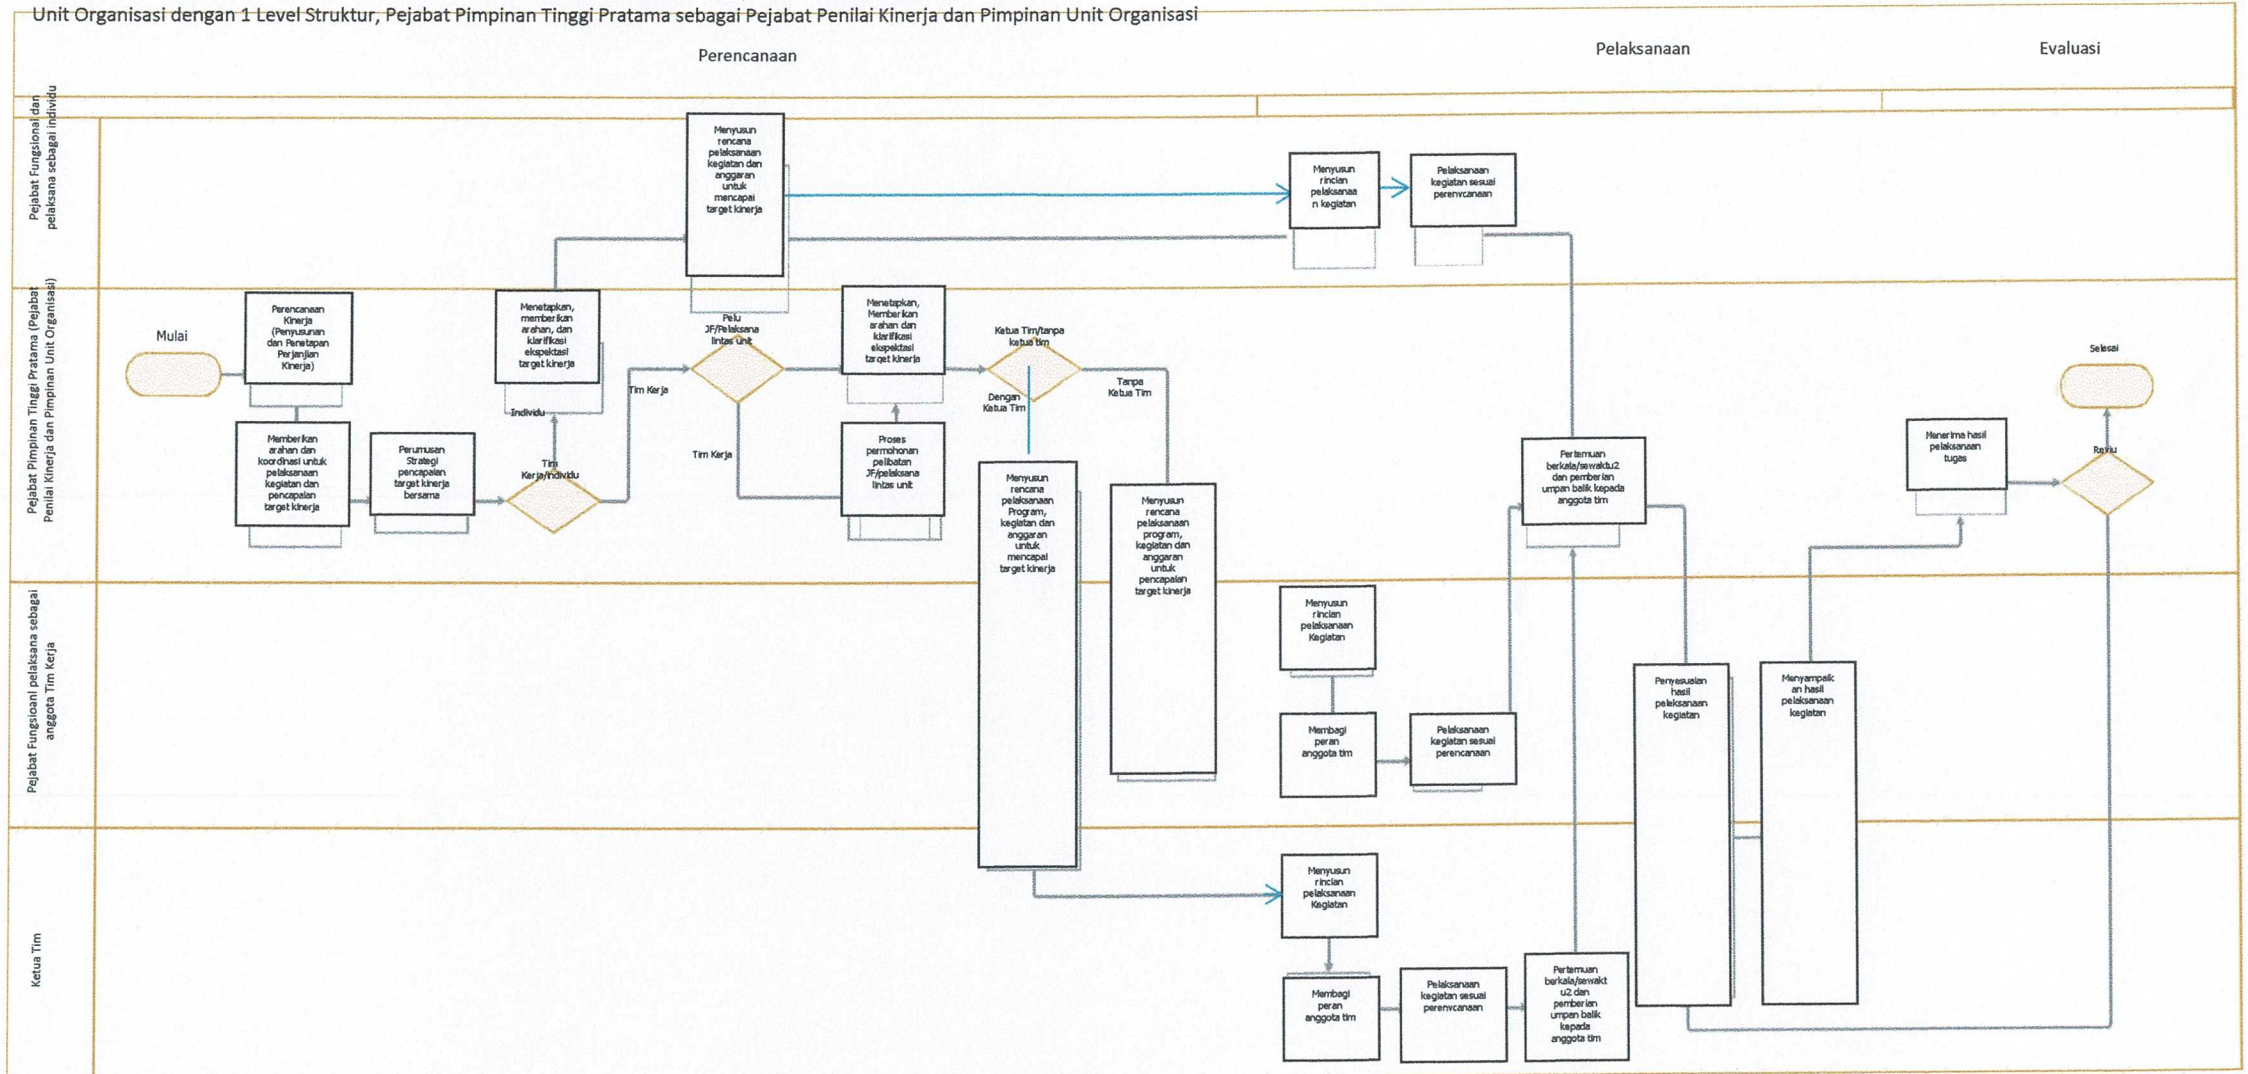 Unit Organisasi dengan 1 Level Struktur, Pejabat Pimpinan Tinggi Pratama sebagai Pejabat Penilai Kinerja dan Pimpinan Unit Organisasi
Perencanaan
Pelaksanaan
Evaluasi
Pejabat Fungsional dan
pelaksana sebagai individu
Menyusun
rencana
pelaksanaan
kegiatan dan
anggaran
untuk
mencapai
target kinerja
Menyusun
rincian
pelaksanaa
n kegiatan
Pelaksanaan
kegiatan sesuai
perenvcanaan
Pejabat Pimpinan Tinggi Pratama (Pejabat
Penilai Kinerja dan Pimpinan Unit Organisasi)
Mulai
Perencanaan
Kinerja
(Penyusunan
dan Penetapan
Perjanjian
Kinerja)
Memberikan
arahan dan
koordinasi untuk
pelaksanaan
kegiatan dan
pencapaian
target kinerja
Perumusan
Strategi
pencapaian
target kinerja
bersama
Menetapkan,
memberikan
arahan, dan
klarifikasi
ekspektasi
target kinerja
Individu
Tim
Kerja/individu
Tim Kerja
Pelu
JF/Pelaksana
lintas unit
Tim Kerja
Menetapkan,
Memberikan
arahan dan
klarifikasi
ekspektasi
target kinerja
Proses
permohonan
pelibatan
JF/pelaksana
lintas unit
Ketua Tim/tanpa
ketua tim
Dengan
Ketua Tim
Tanpa
Ketua Tim
Menyusun
rencana
pelaksanaan
Program,
kegiatan dan
anggaran
untuk
mencapai
target kinerja
Menyusun
rencana
pelaksanaan
program,
kegiatan dan
anggaran
untuk
pencapaian
target kinerja
Pertemuan
berkala/sewaktu2
dan pemberian
umpan balik kepada
anggota tim
Menerima hasil
pelaksanaan
tugas
Selesai
Reviu
Pejabat Fungsioanl pelaksana sebagai
anggota Tim Kerja
Menyusun
rincian
pelaksanaan
Kegiatan
Membagi
peran
anggota tim
Pelaksanaan
kegiatan sesuai
perencanaan
Penyesuaian
hasil
pelaksanaan
kegiatan
Menyampaik
an hasil
pelaksanaan
kegiatan
Ketua Tim
Menyusun
rincian
pelaksanaan
Kegiatan
Membagi
peran
anggota tim
Pelaksanaan
kegiatan sesuai
perenvcanaan
Pertemuan
berkala/sewakt
u2 dan
pemberian
umpan balik
kepada
anggota tim